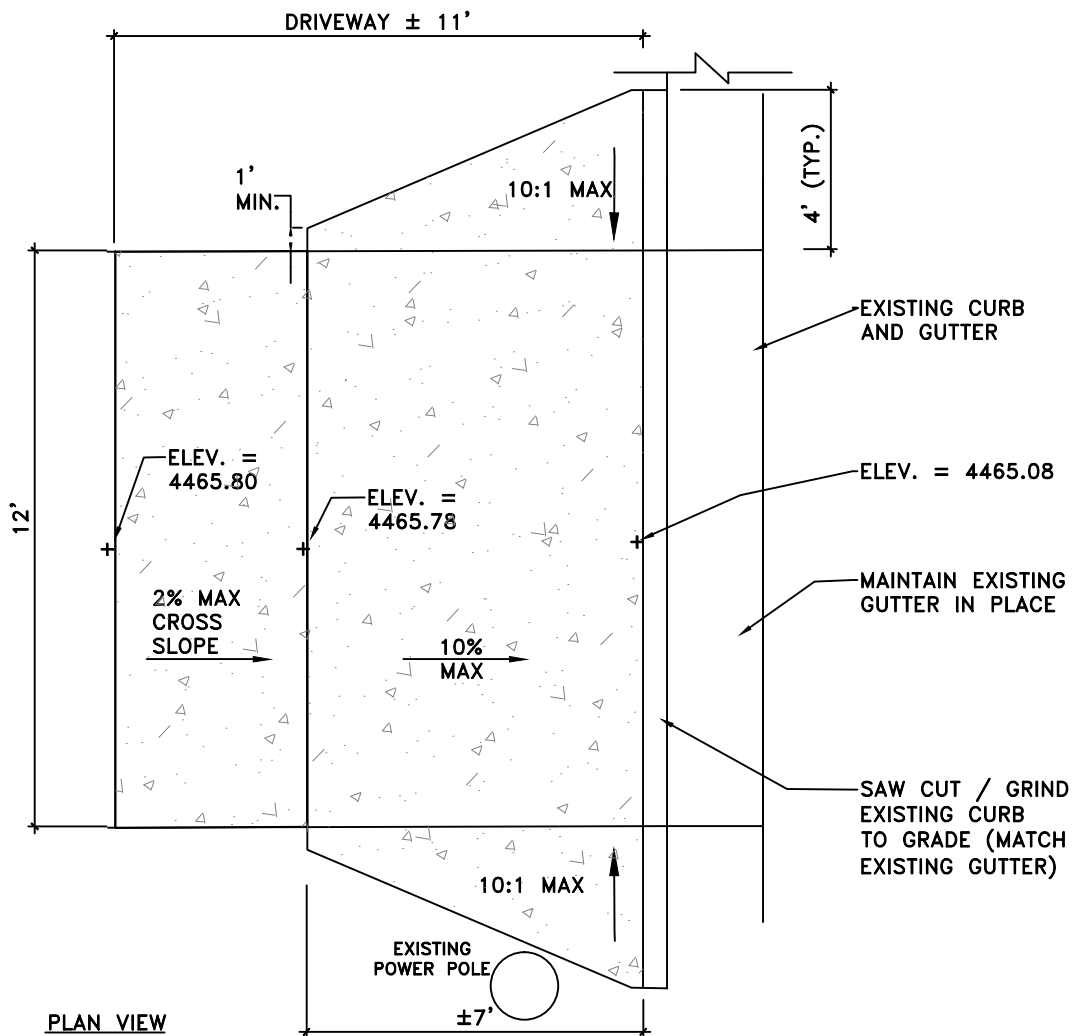 DRIVEWAY ± 11'
1'
MIN.
10:1 MAX
4' (TYP.)
EXISTING CURB
AND GUTTER
ELEV. =
4465.80
ELEV. =
4465.78
ELEV. = 4465.08
12'
2% MAX
CROSS
SLOPE
10%
MAX
MAINTAIN EXISTING
GUTTER IN PLACE
SAW CUT / GRIND
EXISTING CURB
TO GRADE (MATCH
EXISTING GUTTER)
10:1 MAX
EXISTING
POWER POLE
±7'
PLAN VIEW